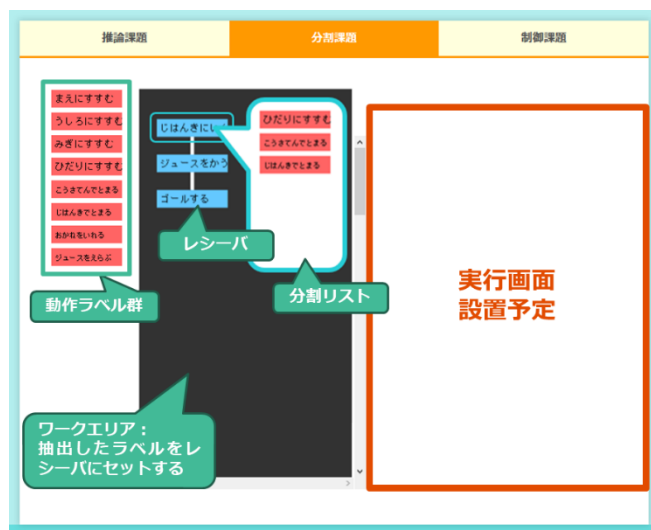 推論課題
分割課題
制御課題
まえにすすむ
うしろにすすむ
みぎにすすむ
ひだりにすすむ
こうさてんでとまる
じはんきでとまる
おかねをいれる
ジュースをえらぶ
動作ラベル群
じはんきにい
ジュースをかう
ゴールする
レシーバ
ひだりにすすむ
こうさてんでとまる
じはんきでとまる
分割リスト
ワークエリア：
抽出したラベルをレ
シーバにセットする
実行画面
設置予定